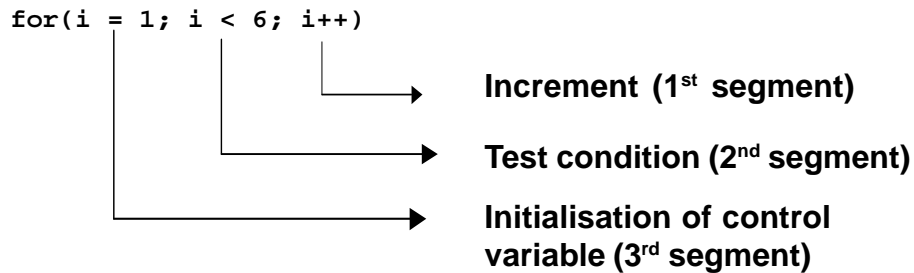 for(i = 1; i < 6; i++)
Increment (1st segment)
Test condition (2nd segment)
Initialisation of control
variable (3rd segment)